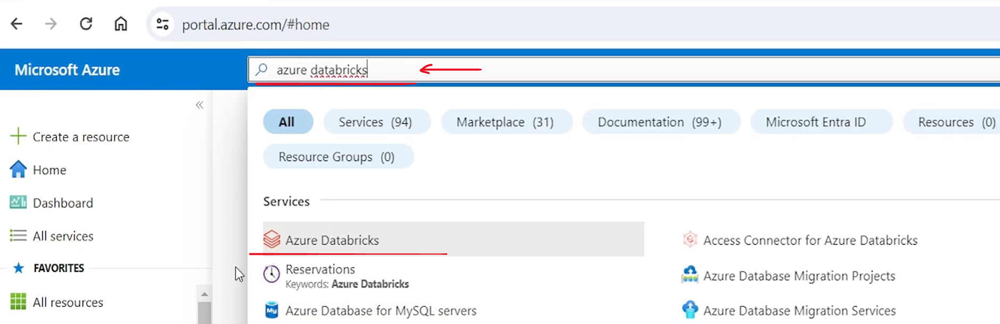 portal.azure.com/#home
Microsoft Azure
azure databricks
All
Services (94)
Marketplace (31)
Documentation (99+)
Microsoft Entra ID
Resources (0)
Resource Groups (0)
Create a resource
Home
Dashboard
All services
FAVORITES
All resources
Services
Azure Databricks
Access Connector for Azure Databricks
Reservations
Keywords: Azure Databricks
Azure Database Migration Projects
My
Azure Database for MySQL servers
Azure Database Migration Services